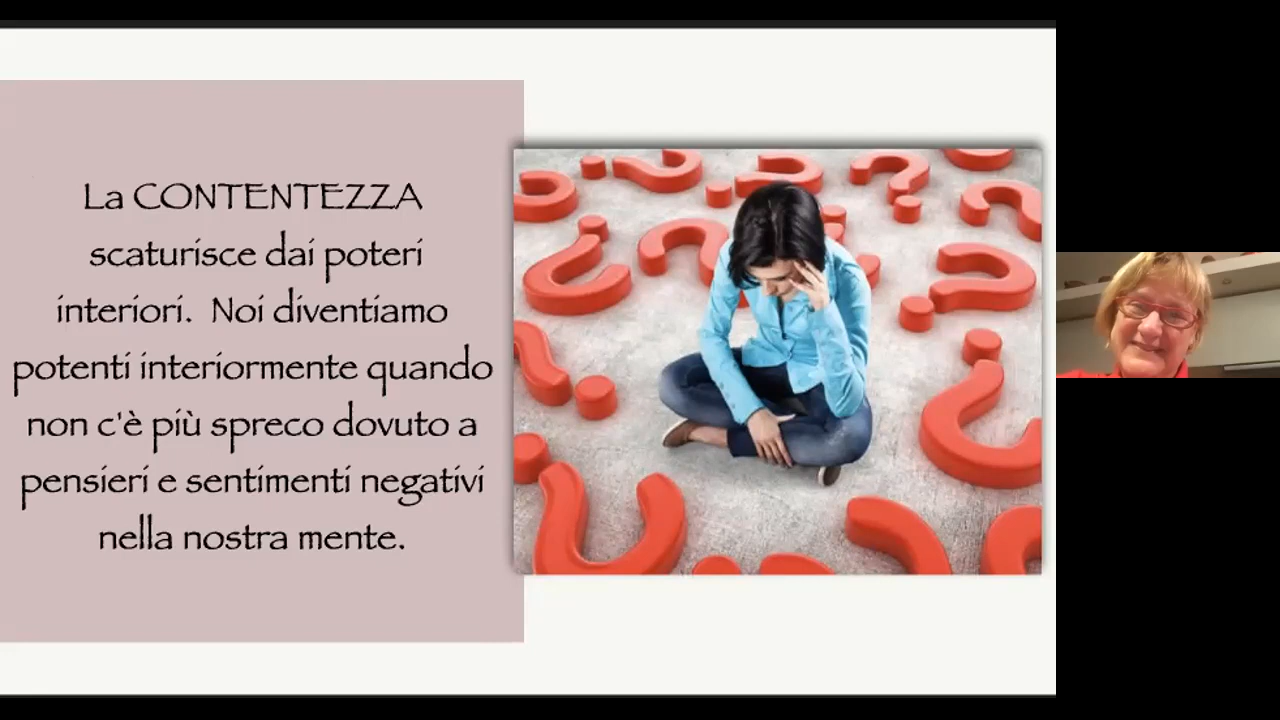 La CONTENTEZZA
scaturisce dai poteri
interiori.  Noi diventiamo
potenti interiormente quando
non c'è più spreco dovuto a
pensieri e sentimenti negativi
nella nostra mente.